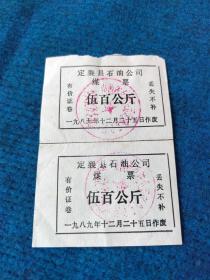 定襄县石油公司
煤票
有价证卷
伍百公斤
丢失不补
一九八九年十二月二十五日作废
定襄县石油公司
煤票
有价证卷
伍百公斤
丢失不补
一九八九年十二月二十五日作废